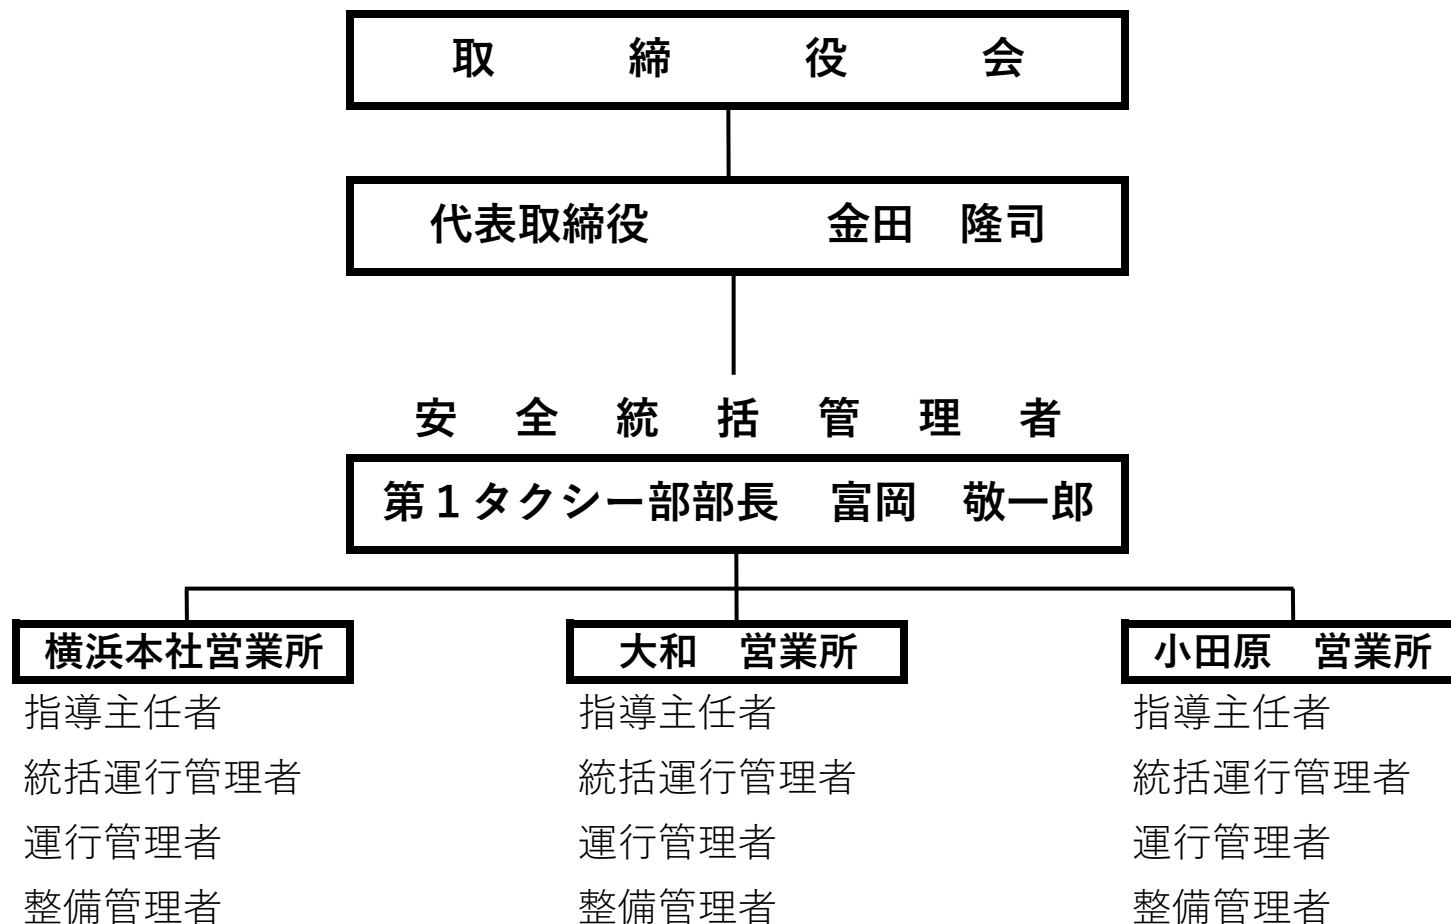 取　締　役　会
代表取締役　金田　隆司
安　全　統　括　管　理　者
第１タクシー部部長　富岡　敬一郎
横浜本社営業所
指導主任者
統括運行管理者
運行管理者
整備管理者
大和　営業所
指導主任者
統括運行管理者
運行管理者
整備管理者
小田原　営業所
指導主任者
統括運行管理者
運行管理者
整備管理者